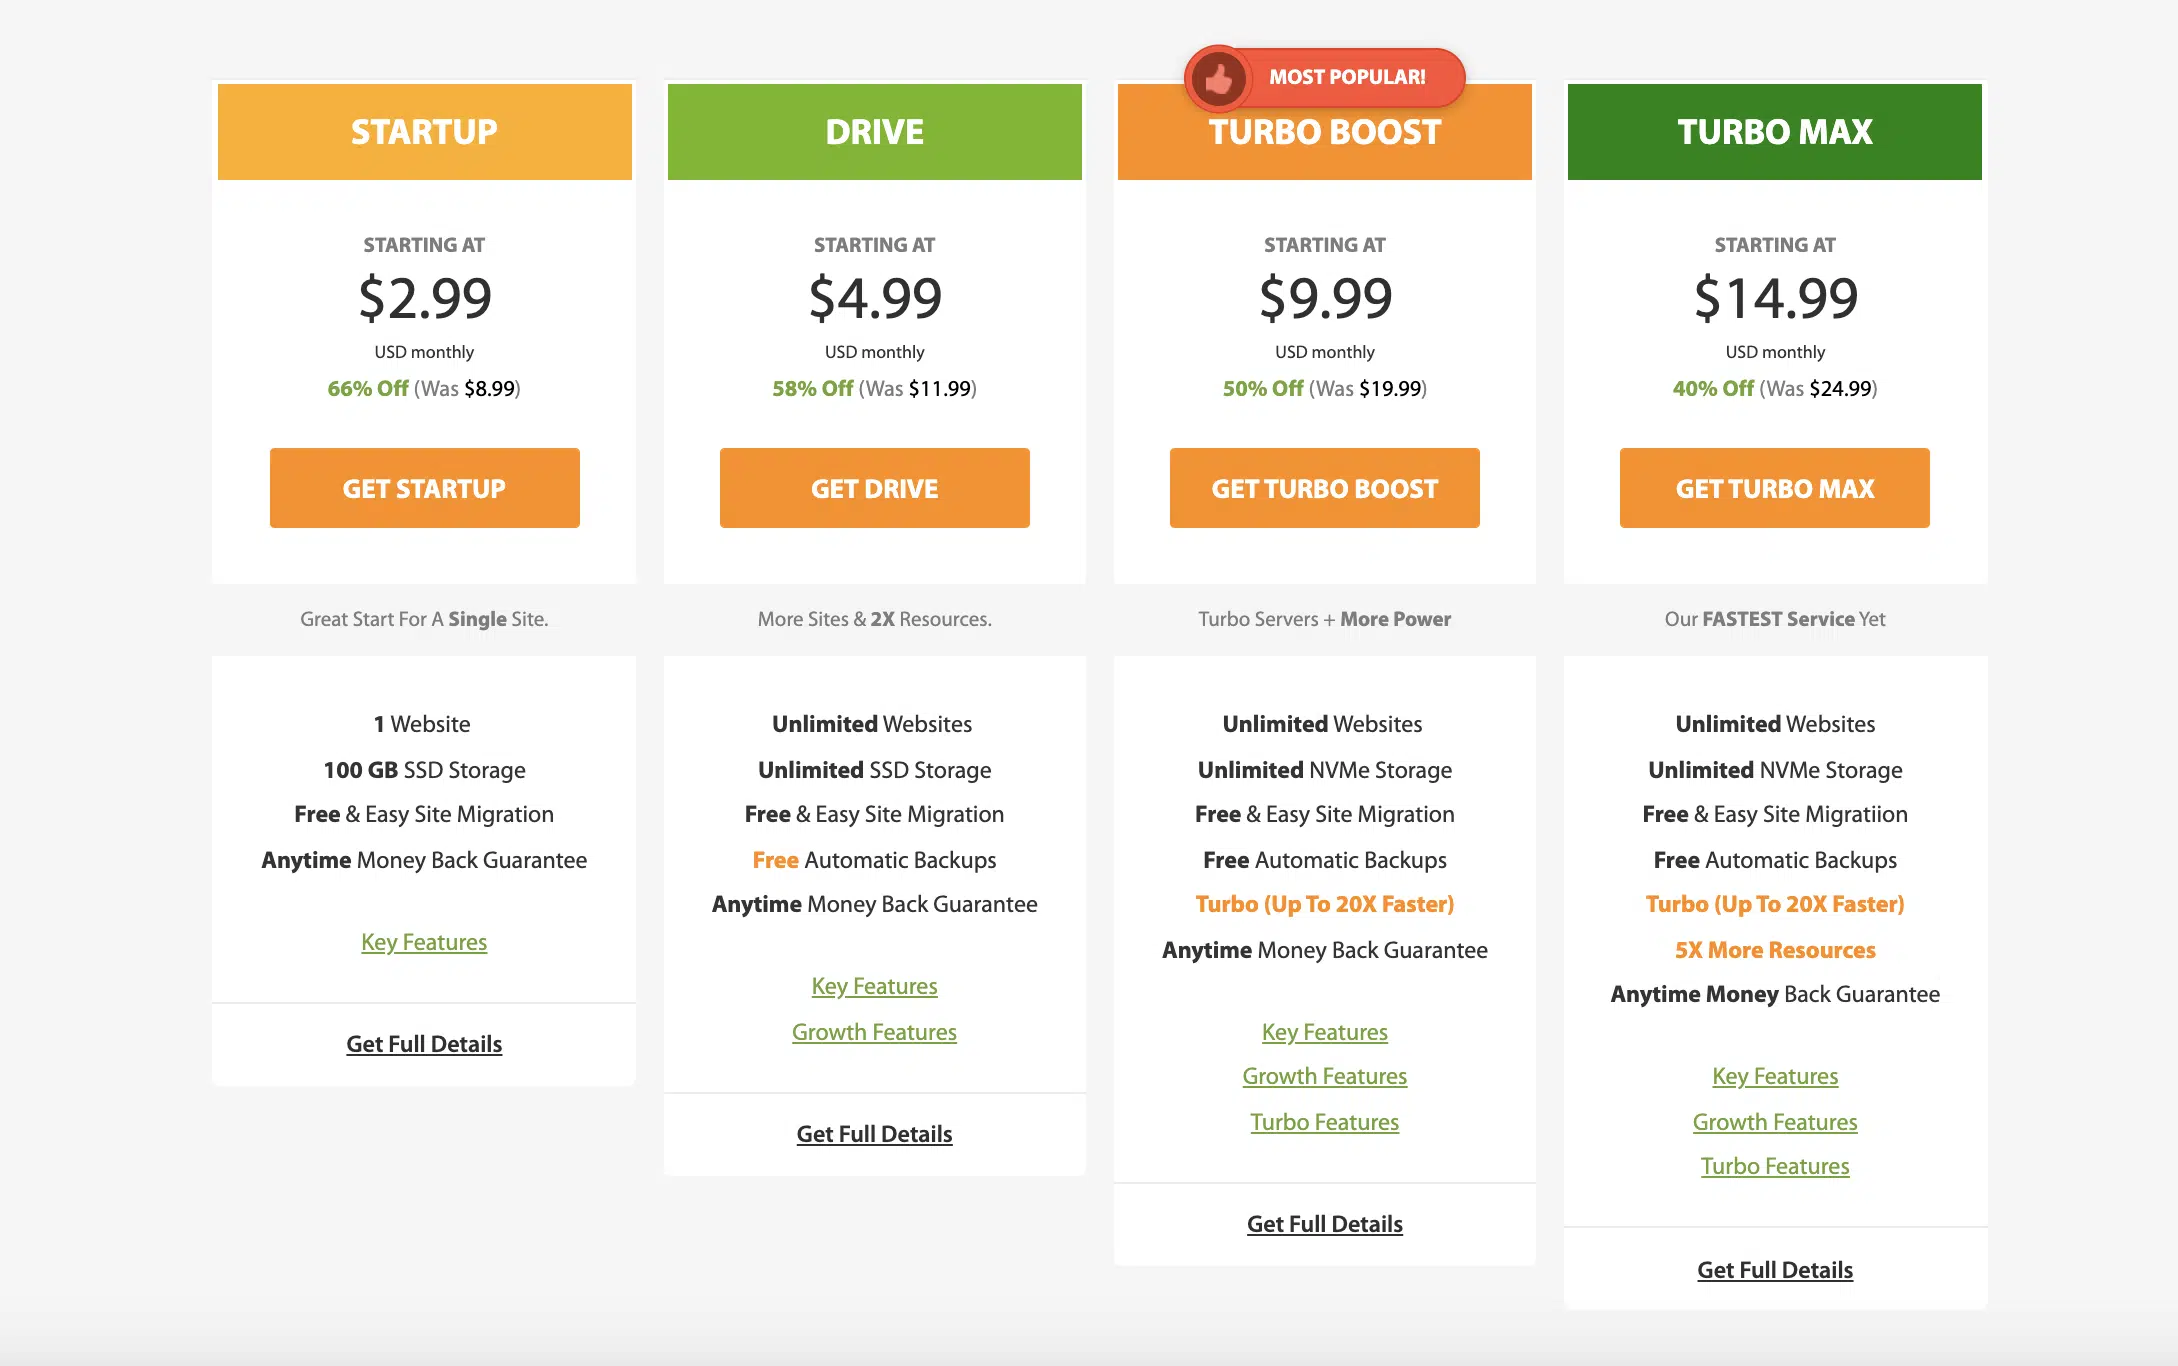 STARTUP
STARTING AT
$2.99
USD monthly
66% Off (Was $8.99)
GET STARTUP
Great Start For A Single Site.
1 Website
100 GB SSD Storage
Free & Easy Site Migration
Anytime Money Back Guarantee
Key Features
Get Full Details
DRIVE
STARTING AT
$4.99
USD monthly
58% Off (Was $11.99)
GET DRIVE
More Sites & 2X Resources.
Unlimited Websites
Unlimited SSD Storage
Free & Easy Site Migration
Free Automatic Backups
Anytime Money Back Guarantee
Key Features
Growth Features
Get Full Details
MOST POPULAR!
TURBO BOOST
STARTING AT
$9.99
USD monthly
50% Off (Was $19.99)
GET TURBO BOOST
Turbo Servers + More Power
Unlimited Websites
Unlimited NVMe Storage
Free & Easy Site Migration
Free Automatic Backups
Turbo (Up To 20X Faster)
Anytime Money Back Guarantee
Key Features
Growth Features
Turbo Features
Get Full Details
TURBO MAX
STARTING AT
$14.99
USD monthly
40% Off (Was $24.99)
GET TURBO MAX
Our FASTEST Service Yet
Unlimited Websites
Unlimited NVMe Storage
Free & Easy Site Migratiion
Free Automatic Backups
Turbo (Up To 20X Faster)
5X More Resources
Anytime Money Back Guarantee
Key Features
Growth Features
Turbo Features
Get Full Details